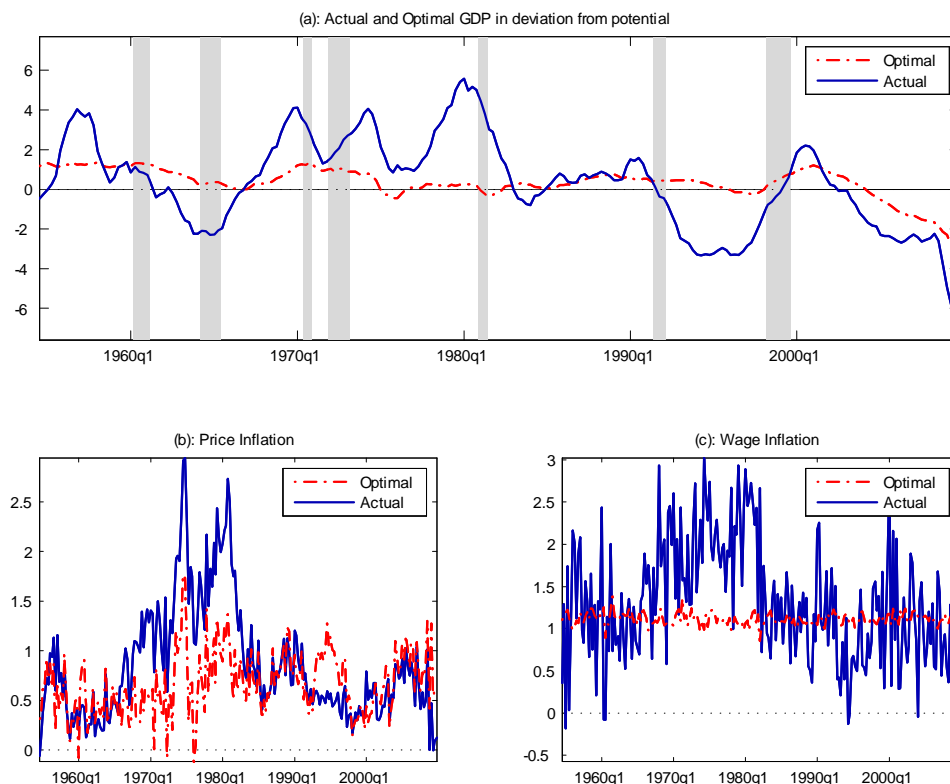 (a): Actual and Optimal GDP in deviation from potential
6
4
2
0
-2
-4
-6
Optimal
Actual
1960q1 1970q1 1980q1 1990q1 2000q1
(b): Price Inflation
2.5
2
1.5
1
0.5
0
Optimal
Actual
1960q1 1970q1 1980q1 1990q1 2000q1
(c): Wage Inflation
3
2.5
2
1.5
1
0.5
0
-0.5
Optimal
Actual
1960q1 1970q1 1980q1 1990q1 2000q1